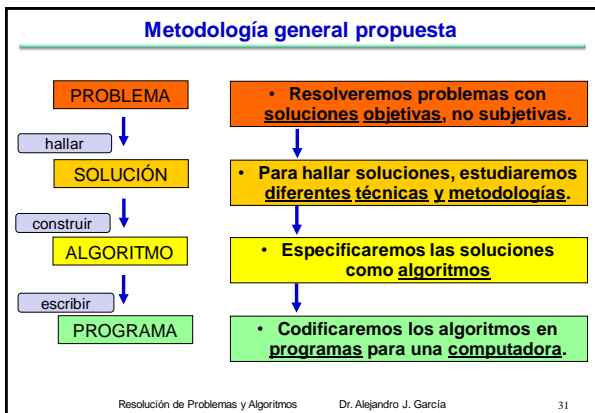 Metodología general propuesta
PROBLEMA
hallar
SOLUCIÓN
construir
ALGORITMO
escribir
PROGRAMA
• Resolveremos problemas con
soluciones objetivas, no subjetivas.
• Para hallar soluciones, estudiaremos
diferentes técnicas y metodologías.
• Especificaremos las soluciones
como algoritmos
• Codificaremos los algoritmos en
programas para una computadora.
Resolución de Problemas y Algoritmos Dr. Alejandro J. García 31